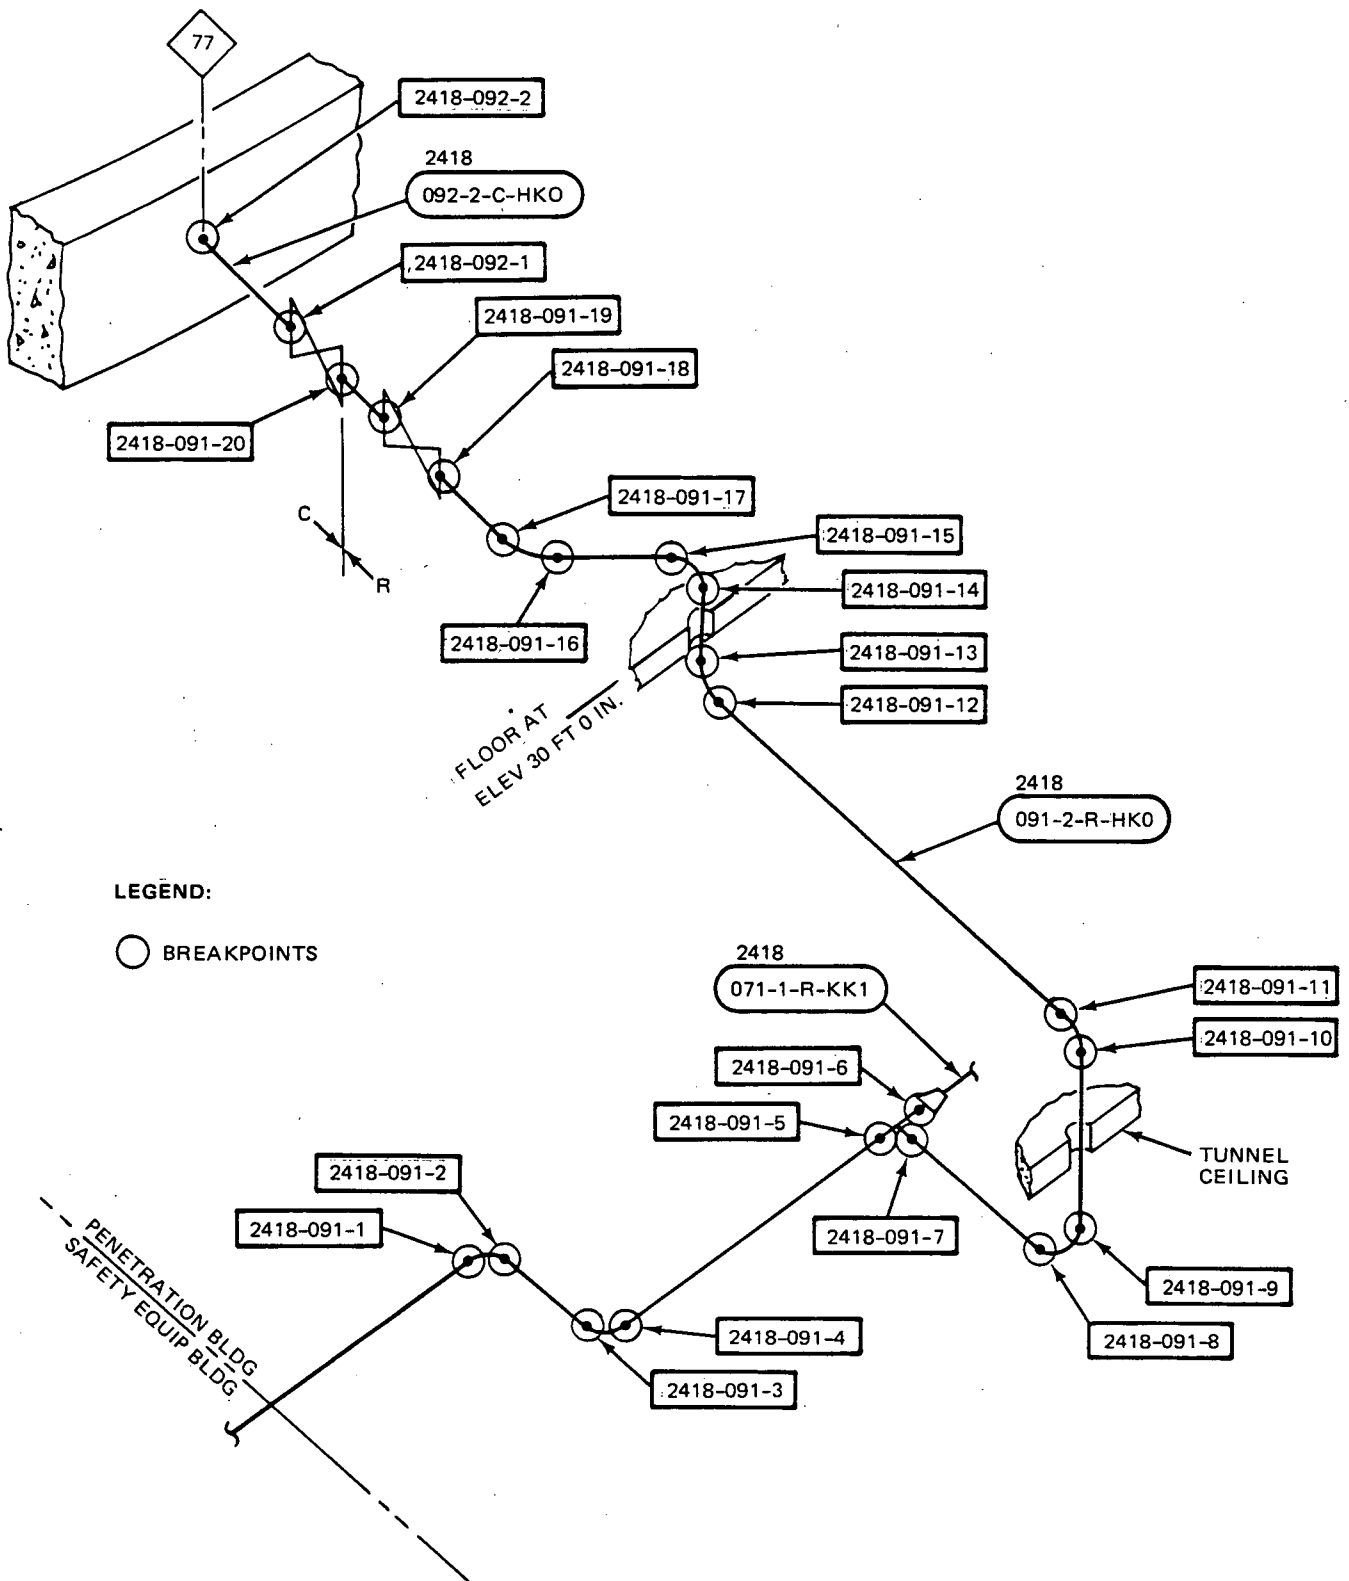 77
2418-092-2
2418
092-2-C-HKO
2418-092-1
2418-091-19
2418-091-18
2418-091-20
2418-091-17
C
R
2418-091-15
2418-091-14
2418-091-16
2418-091-13
2418-091-12
FLOOR AT
ELEV 30 FT 0 IN.
2418
091-2-R-HK0
LEGEND:
BREAKPOINTS
2418
071-1-R-KK1
2418-091-11
2418-091-10
2418-091-6
2418-091-5
TUNNEL
CEILING
2418-091-2
2418-091-1
2418-091-7
PENETRATION BLDG
SAFETY EQUIP BLDG
2418-091-9
2418-091-4
2418-091-8
2418-091-3